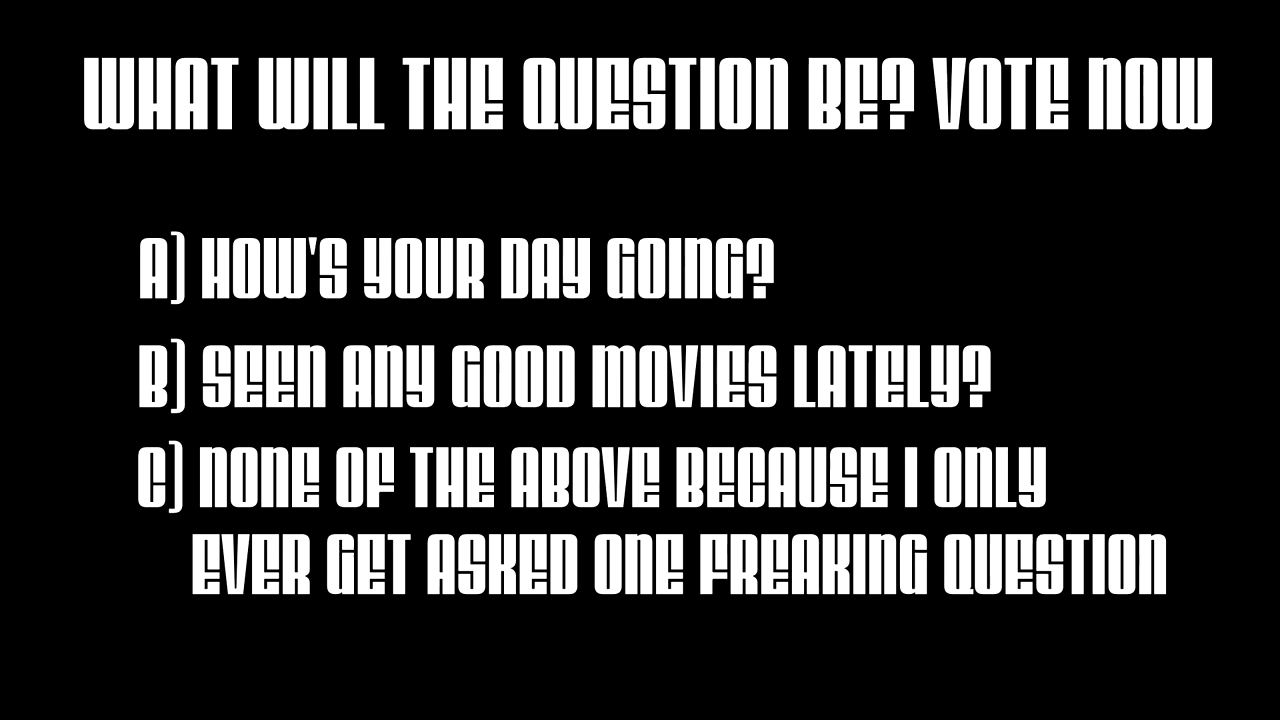 WHAT WILL THE QUESTION BE? VOTE NOW
A) HOW'S YOUR DAY GOING?
B) SEEN ANY GOOD MOVIES LATELY?
C) NONE OF THE ABOVE BECAUSE I ONLY
EVER GET ASKED ONE FREAKING QUESTION